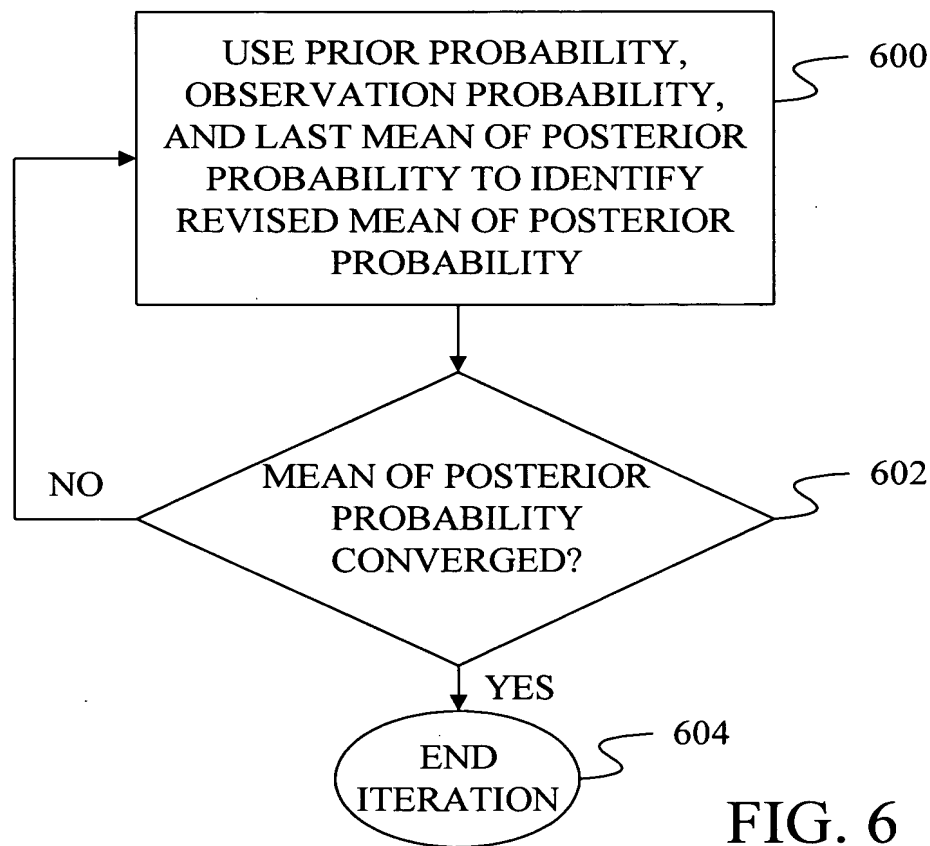 USE PRIOR PROBABILITY,
OBSERVATION PROBABILITY,
AND LAST MEAN OF POSTERIOR
PROBABILITY TO IDENTIFY
REVISED MEAN OF POSTERIOR
PROBABILITY
600
MEAN OF POSTERIOR
PROBABILITY
CONVERGED?
602
NO
YES
END
ITERATION
604
FIG. 6